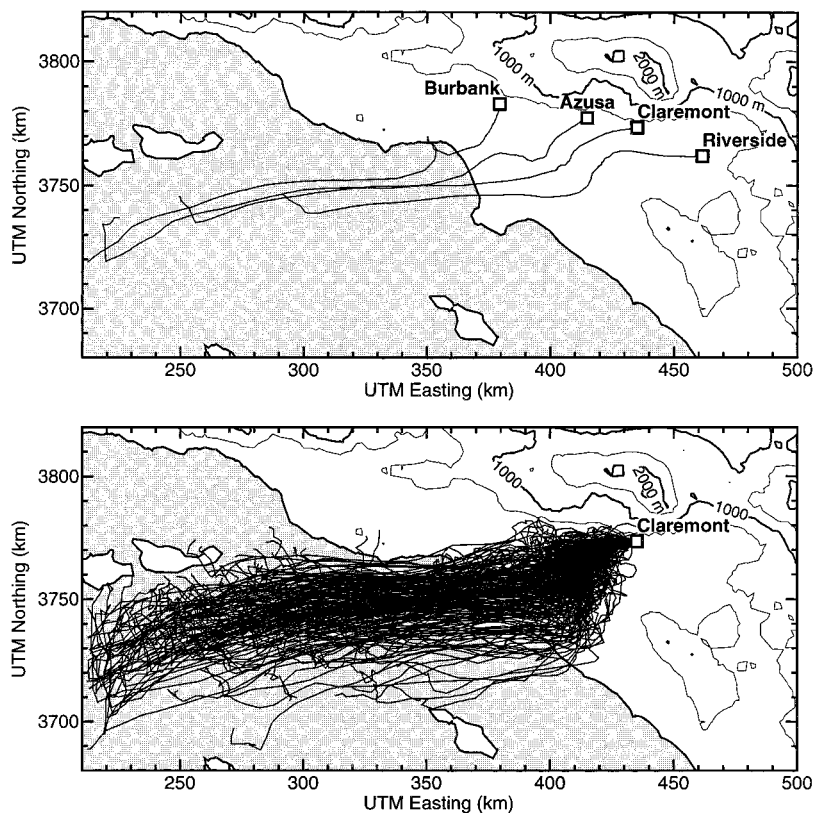 3800
3750
3700
UTM Northing (km)
1000 m
2000 m
1000 m
Burbank
Azusa
Claremont
Riverside
250 300 350 400 450 500
UTM Easting (km)
3800
3750
3700
UTM Northing (km)
1000
2000 m
1000
Claremont
250 300 350 400 450 500
UTM Easting (km)